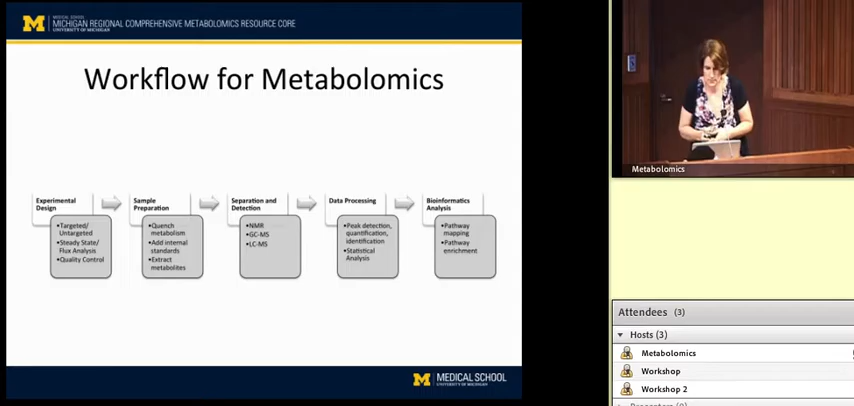 M
MEDICAL SCHOOL
MICHIGAN REGIONAL COMPREHENSIVE METABOLOMICS RESOURCE CORE
UNIVERSITY OF MICHIGAN
Workflow for Metabolomics
Experimental
Design
•Targeted/
Untargeted
•Steady State/
Flux Analysis
•Quality Control
Sample
Preparation
•Quench
metabolism
•Add internal
standards
•Extract
metabolites
Separation and
Detection
•NMR
•GC-MS
•LC-MS
Data Processing
•Peak detection,
quantification,
identification
•Statistical
Analysis
Bioinformatics
Analysis
•Pathway
mapping
•Pathway
enrichment
M MEDICAL SCHOOL
UNIVERSITY OF MICHIGAN
Metabolomics
Attendees (3)
Hosts (3)
Metabolomics
Workshop
Workshop 2